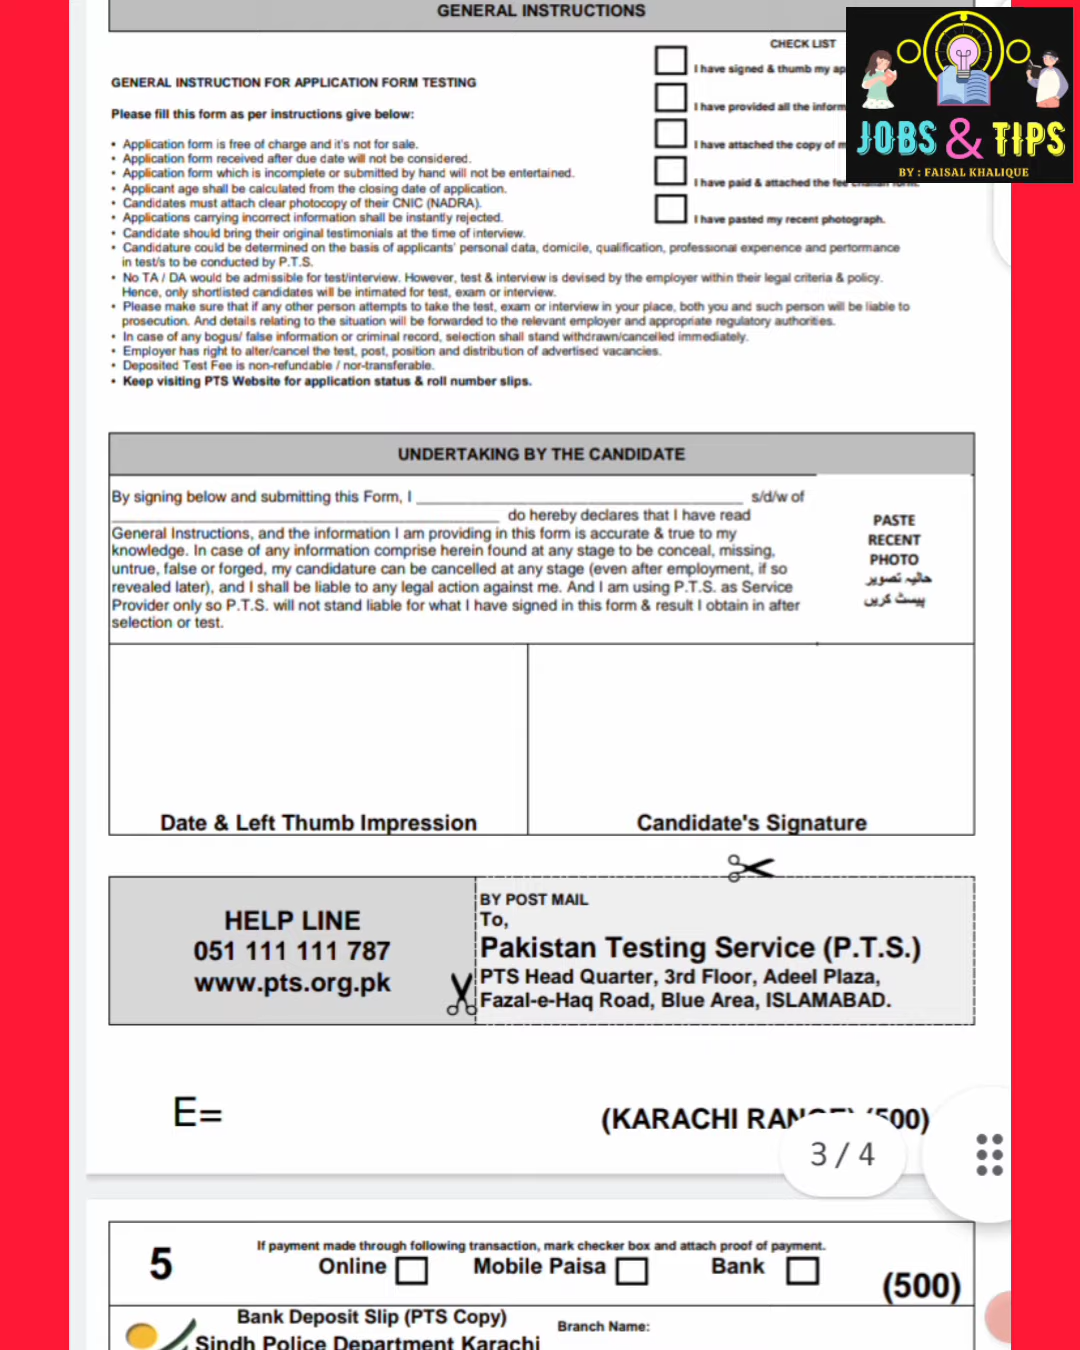 GENERAL INSTRUCTIONS
CHECK LIST
I have signed & thumb my
I have provided all the
I have attached the copy of
I have paid & attached the fee
I have pasted my recent photograph.
JOBS & TIPS
BY : FAISAL KHALIQUE
GENERAL INSTRUCTION FOR APPLICATION FORM TESTING
Please fill this form as per instructions give below:
• Application form is free of charge and it's not for sale.
• Application form received after due date will not be considered.
• Application form which is incomplete or submitted by hand will not be entertained.
• Applicant age shall be calculated from the closing date of application.
• Candidates must attach clear photocopy of their CNIC (NADRA).
• Applications carrying incorrect information shall be instantly rejected.
• Candidate should bring their original testimonials at the time of interview.
• Candidature could be determined on the basis of applicants' personal data, domicile, qualification, professional experience and performance
in test/s to be conducted by P.T.S.
• No TA / DA would be admissible for test/interview. However, test & interview is devised by the employer within their legal criteria & policy.
Hence, only shortlisted candidates will be intimated for test, exam or interview.
• Please make sure that if any other person attempts to take the test, exam or interview in your place, both you and such person will be liable to
prosecution. And details relating to the situation will be forwarded to the relevant employer and appropriate regulatory authorities.
• In case of any bogus/ false information or criminal record, selection shall stand withdrawn/cancelled immediately.
• Employer has right to alter/cancel the test, post, position and distribution of advertised vacancies.
• Deposited Test Fee is non-refundable / nor-transferable.
• Keep visiting PTS Website for application status & roll number slips.
UNDERTAKING BY THE CANDIDATE
By signing below and submitting this Form, I ________ s/d/w of
________ do hereby declares that I have read
General Instructions, and the information I am providing in this form is accurate & true to my
knowledge. In case of any information comprise herein found at any stage to be conceal, missing,
untrue, false or forged, my candidature can be cancelled at any stage (even after employment, if so
revealed later), and I shall be liable to any legal action against me. And I am using P.T.S. as Service
Provider only so P.T.S. will not stand liable for what I have signed in this form & result I obtain in after
selection or test.
PASTE
RECENT
PHOTO
حالیہ تصویر
پیسٹ کریں
Date & Left Thumb Impression
Candidate's Signature
HELP LINE
051 111 111 787
www.pts.org.pk
BY POST MAIL
To,
Pakistan Testing Service (P.T.S.)
PTS Head Quarter, 3rd Floor, Adeel Plaza,
Fazal-e-Haq Road, Blue Area, ISLAMABAD.
E=
(KARACHI RANGE) (500)
3 / 4
5
If payment made through following transaction, mark checker box and attach proof of payment.
Online
Mobile Paisa
Bank
(500)
Bank Deposit Slip (PTS Copy)
Branch Name:
Sindh Police Department Karachi